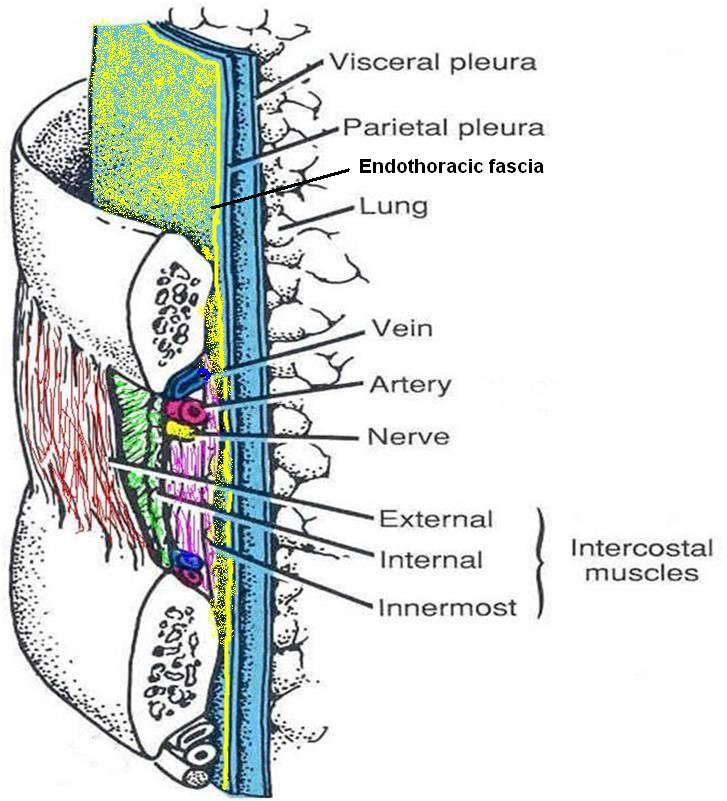 Visceral pleura
Parietal pleura
Endothoracic fascia
Lung
Vein
Artery
Nerve
External
Internal
Innermost
Intercostal
muscles